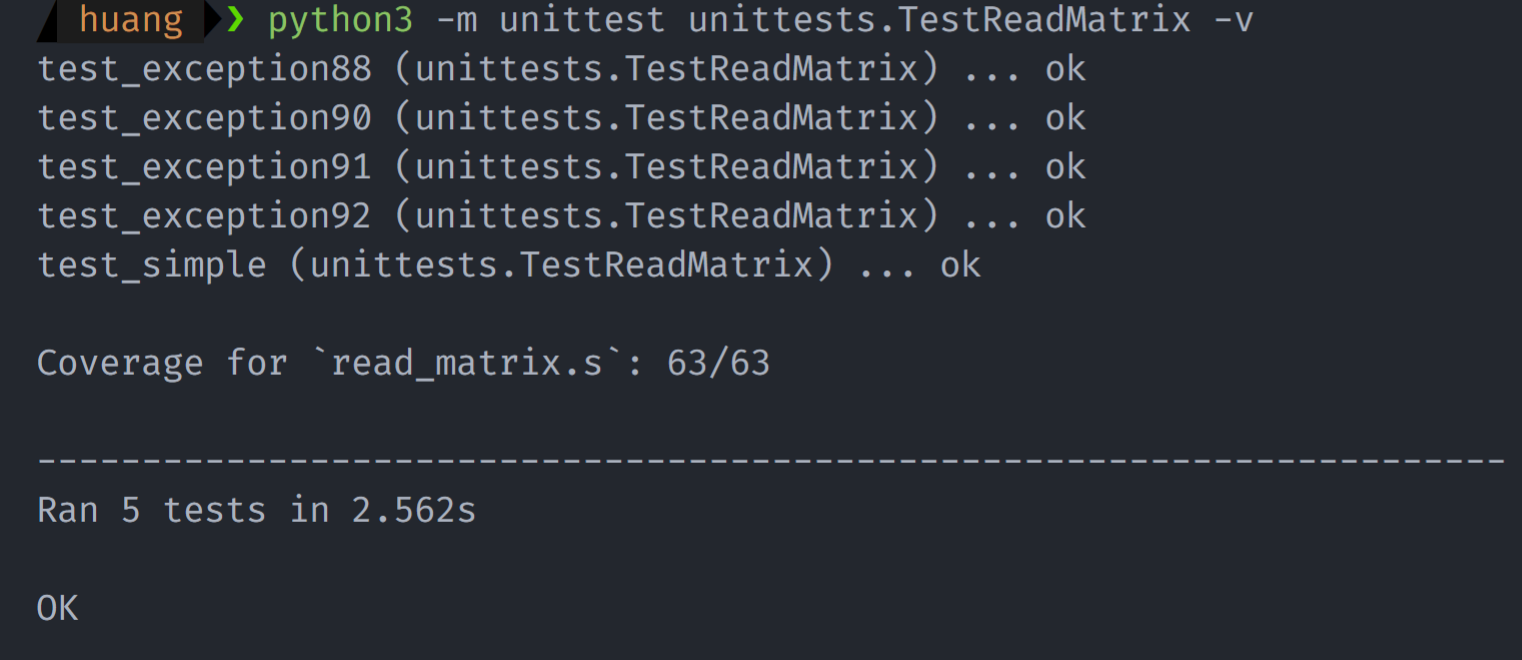 huang ❯ python3 -m unittest unittests.TestReadMatrix -v
test_exception88 (unittests.TestReadMatrix) ... ok
test_exception90 (unittests.TestReadMatrix) ... ok
test_exception91 (unittests.TestReadMatrix) ... ok
test_exception92 (unittests.TestReadMatrix) ... ok
test_simple (unittests.TestReadMatrix) ... ok
Coverage for `read_matrix.s`: 63/63
----------------------------------------------------------------------
Ran 5 tests in 2.562s
OK